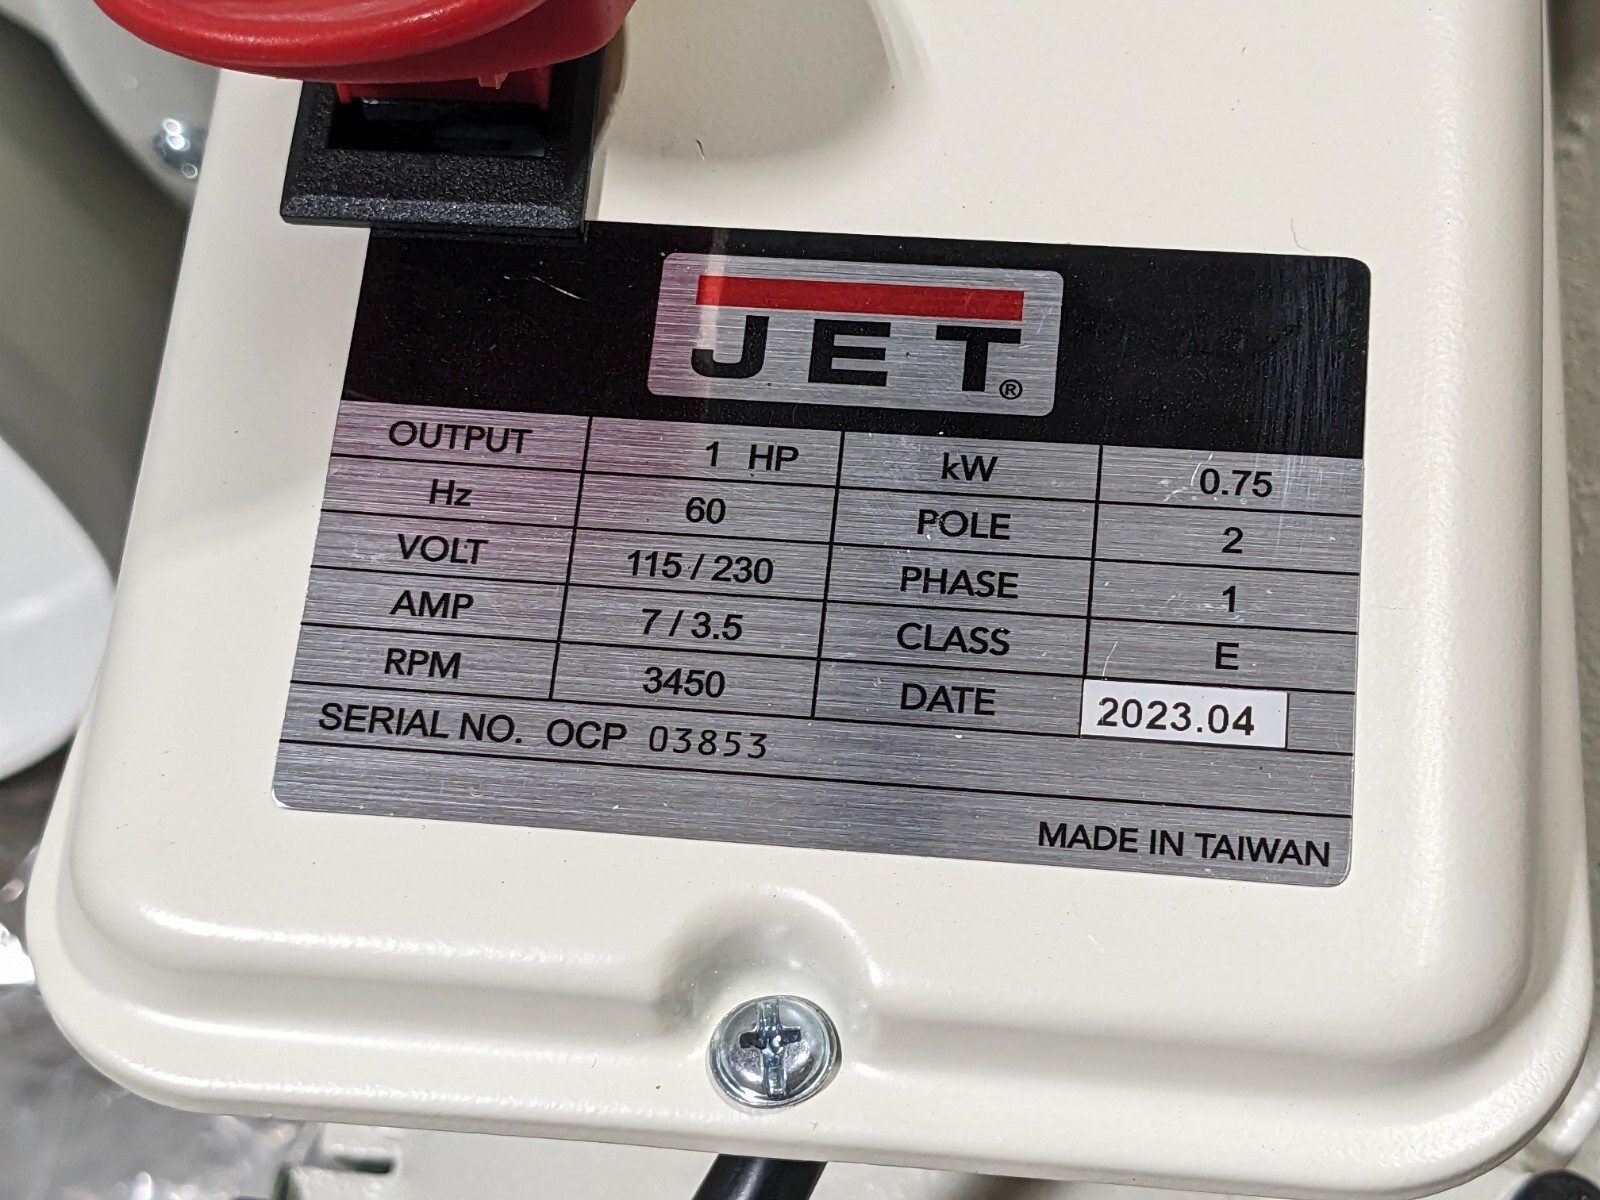 JET®
OUTPUT 1 HP kW 0.75
Hz 60 POLE 2
VOLT 115 / 230 PHASE 1
AMP 7 / 3.5 CLASS E
RPM 3450 DATE 2023.04
SERIAL NO. OCP 03853
MADE IN TAIWAN